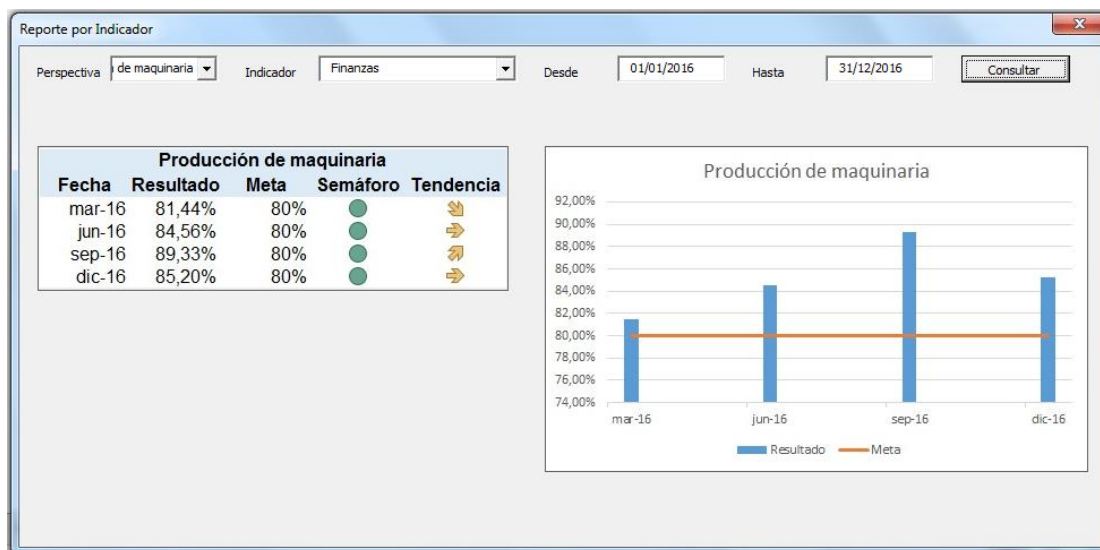 Reporte por Indicador
Perspectiva de maquinaria Indicador Finanzas Desde 01/01/2016 Hasta 31/12/2016 Consultar
Producción de maquinaria
Fecha Resultado Meta Semáforo Tendencia
mar-16 81,44% 80%
jun-16 84,56% 80%
sep-16 89,33% 80%
dic-16 85,20% 80%
Producción de maquinaria
92,00%
90,00%
88,00%
86,00%
84,00%
82,00%
80,00%
78,00%
76,00%
74,00%
mar-16 jun-16 sep-16 dic-16
Resultado Meta